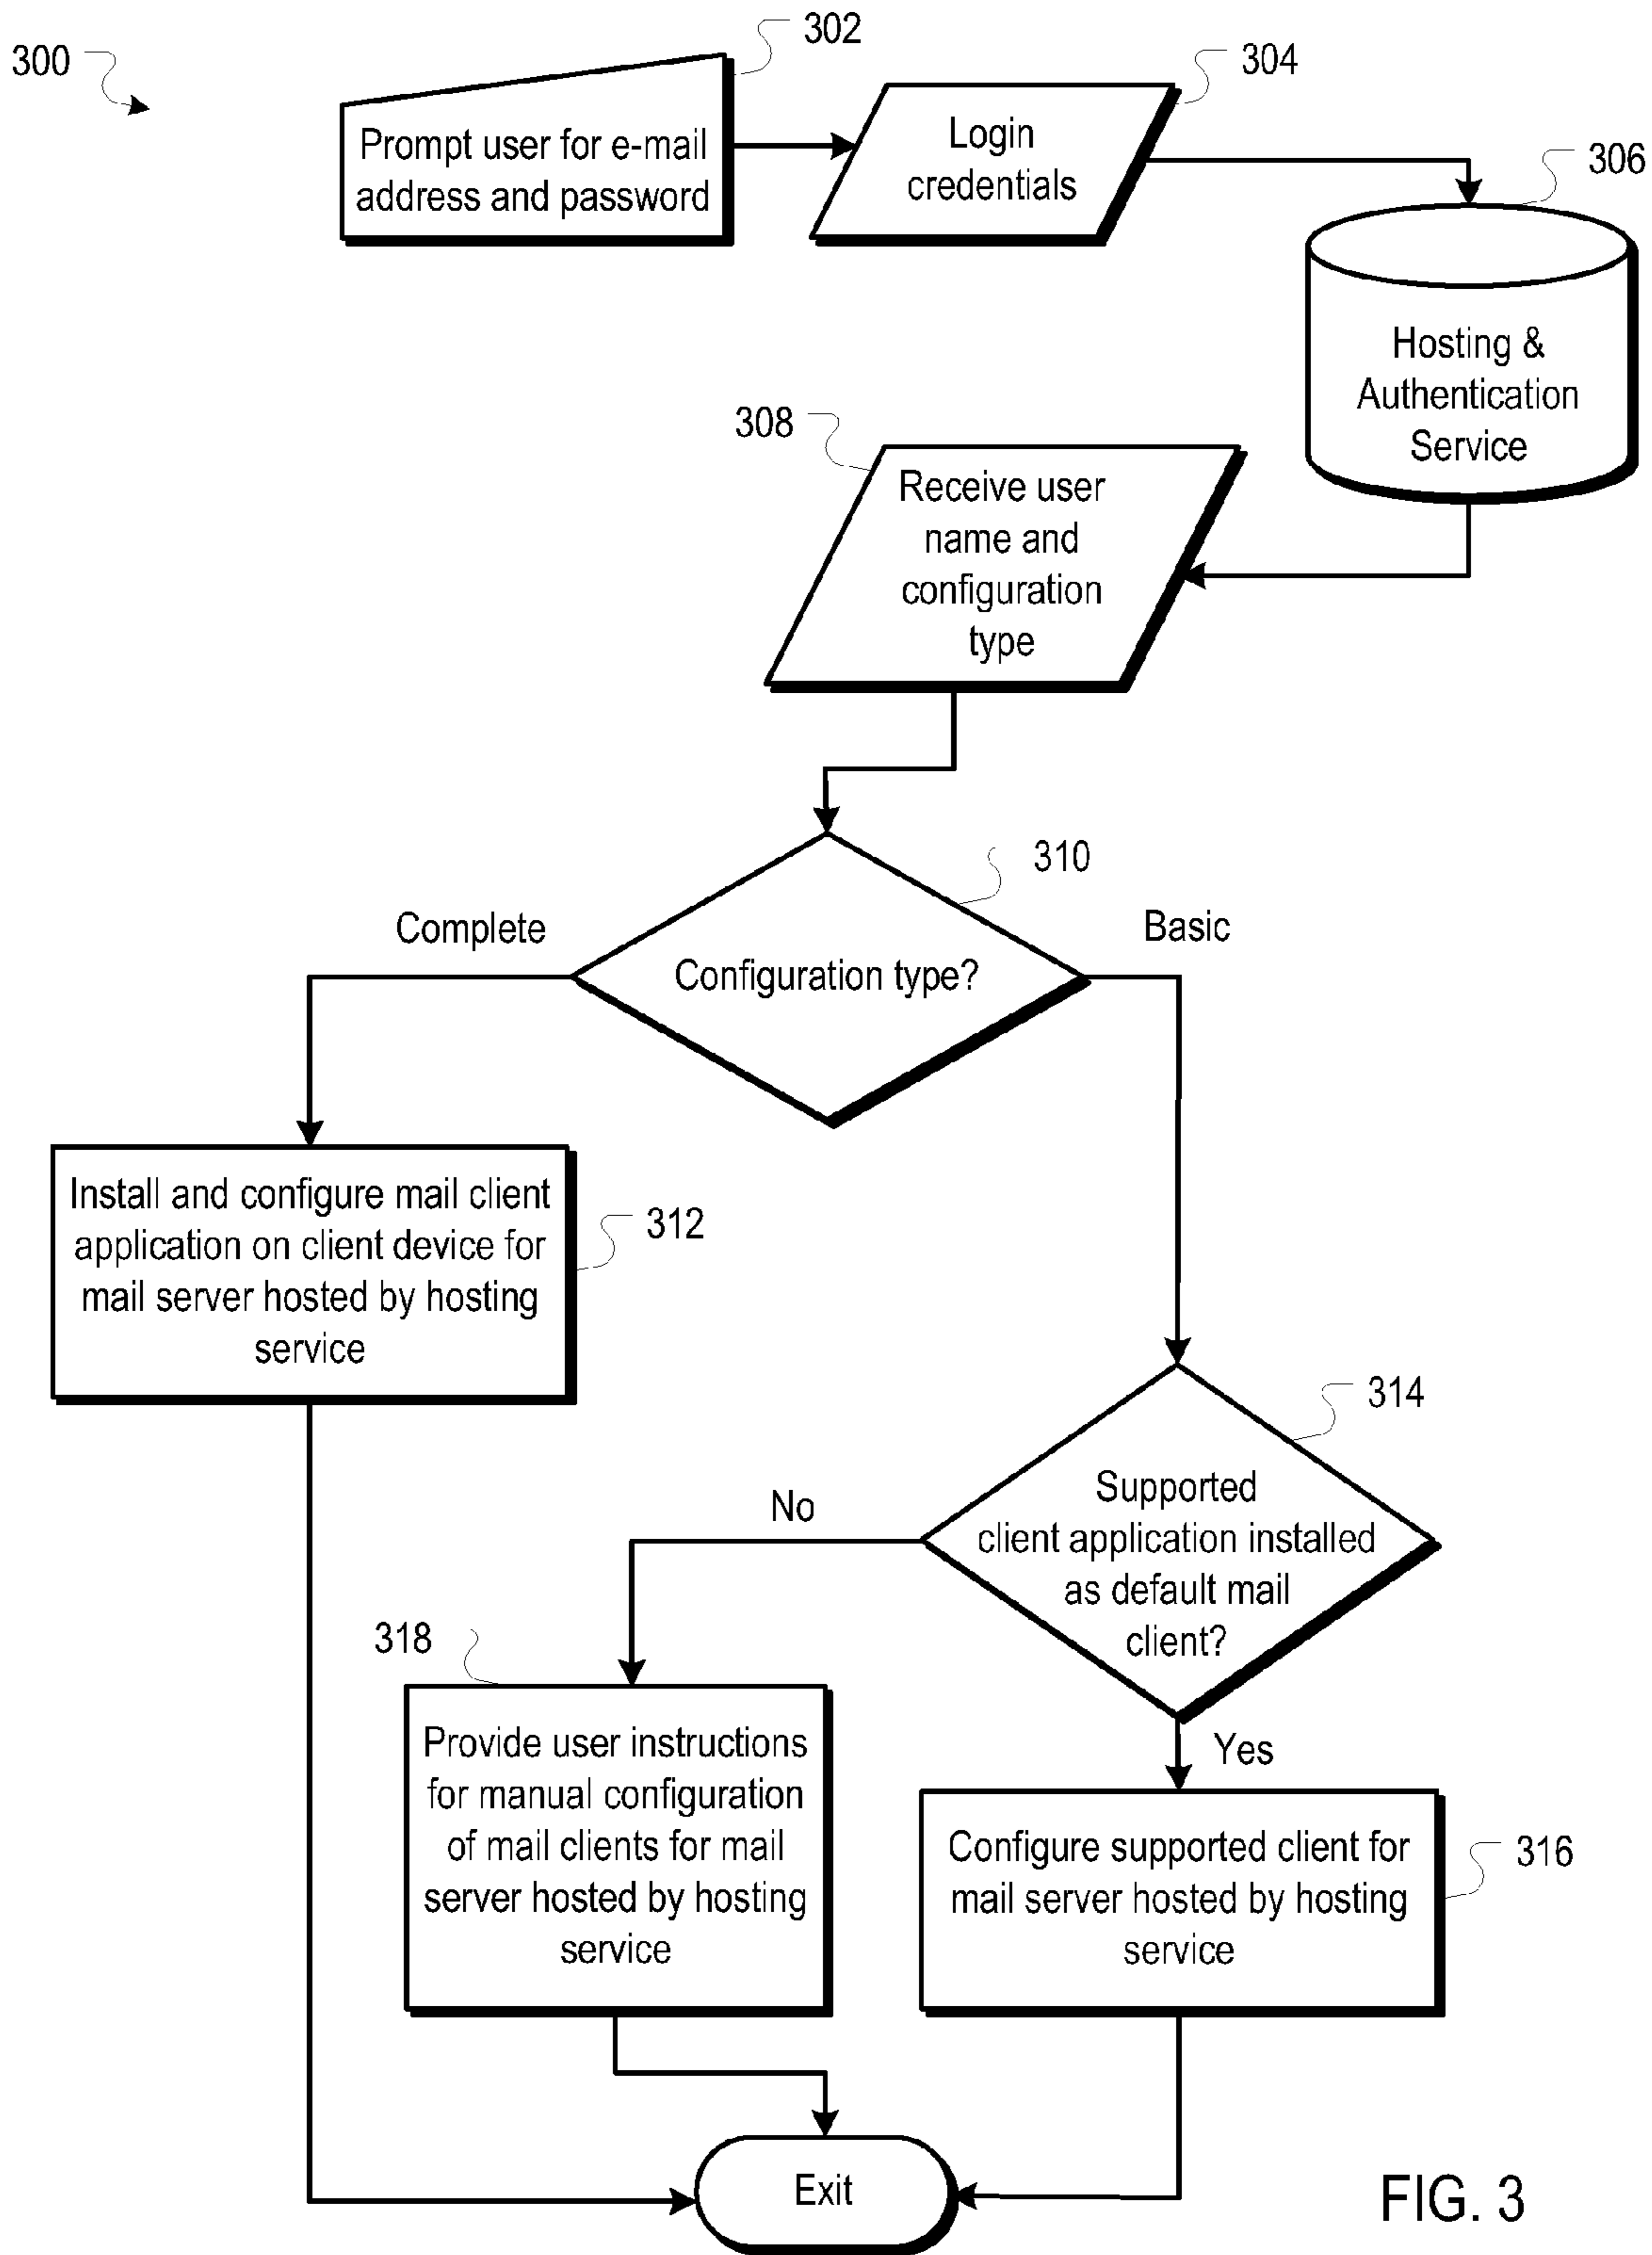 300
302
Prompt user for e-mail
address and password
304
Login
credentials
306
Hosting &
Authentication
Service
308
Receive user
name and
configuration
type
310
Complete
Basic
Configuration type?
Install and configure mail client
application on client device for
mail server hosted by hosting
service
312
314
Supported
client application installed
as default mail
client?
No
Yes
318
Provide user instructions
for manual configuration
of mail clients for mail
server hosted by hosting
service
Configure supported client for
mail server hosted by hosting
service
316
Exit
FIG. 3